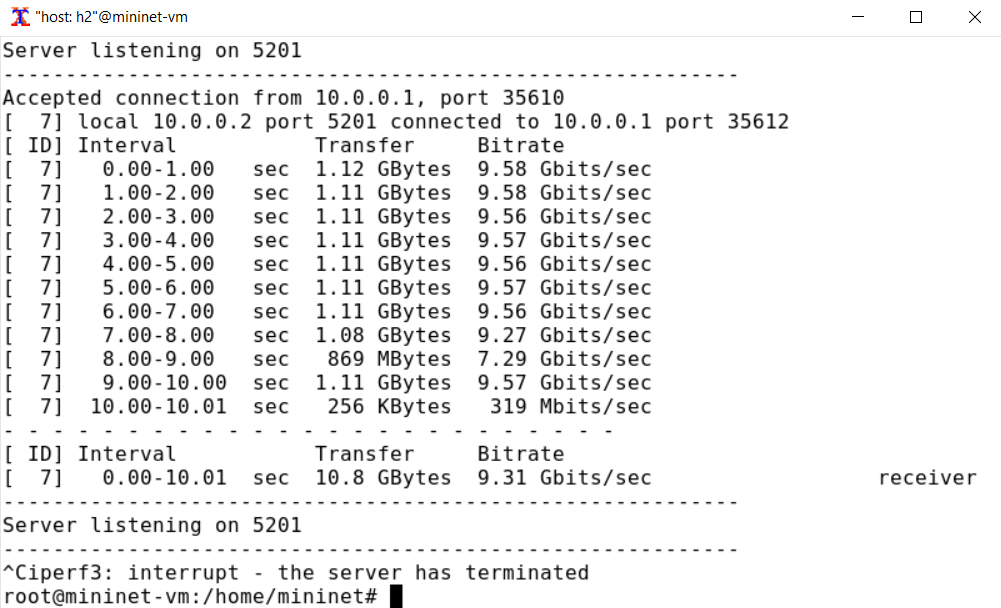 "host: h2"@mininet-vm
Server listening on 5201
-----------------------------------------------------------
Accepted connection from 10.0.0.1, port 35610
[  7] local 10.0.0.2 port 5201 connected to 10.0.0.1 port 35612
[ ID] Interval           Transfer     Bitrate
[  7]   0.00-1.00   sec  1.12 GBytes  9.58 Gbits/sec
[  7]   1.00-2.00   sec  1.11 GBytes  9.58 Gbits/sec
[  7]   2.00-3.00   sec  1.11 GBytes  9.56 Gbits/sec
[  7]   3.00-4.00   sec  1.11 GBytes  9.57 Gbits/sec
[  7]   4.00-5.00   sec  1.11 GBytes  9.56 Gbits/sec
[  7]   5.00-6.00   sec  1.11 GBytes  9.57 Gbits/sec
[  7]   6.00-7.00   sec  1.11 GBytes  9.56 Gbits/sec
[  7]   7.00-8.00   sec  1.08 GBytes  9.27 Gbits/sec
[  7]   8.00-9.00   sec   869 MBytes  7.29 Gbits/sec
[  7]   9.00-10.00  sec  1.11 GBytes  9.57 Gbits/sec
[  7]  10.00-10.01  sec   256 KBytes   319 Mbits/sec
- - - - - - - - - - - - - - - - - - - - - - - - -
[ ID] Interval           Transfer     Bitrate
[  7]   0.00-10.01  sec  10.8 GBytes  9.31 Gbits/sec                  receiver
-----------------------------------------------------------
Server listening on 5201
-----------------------------------------------------------
^Ciperf3: interrupt - the server has terminated
root@mininet-vm:/home/mininet#